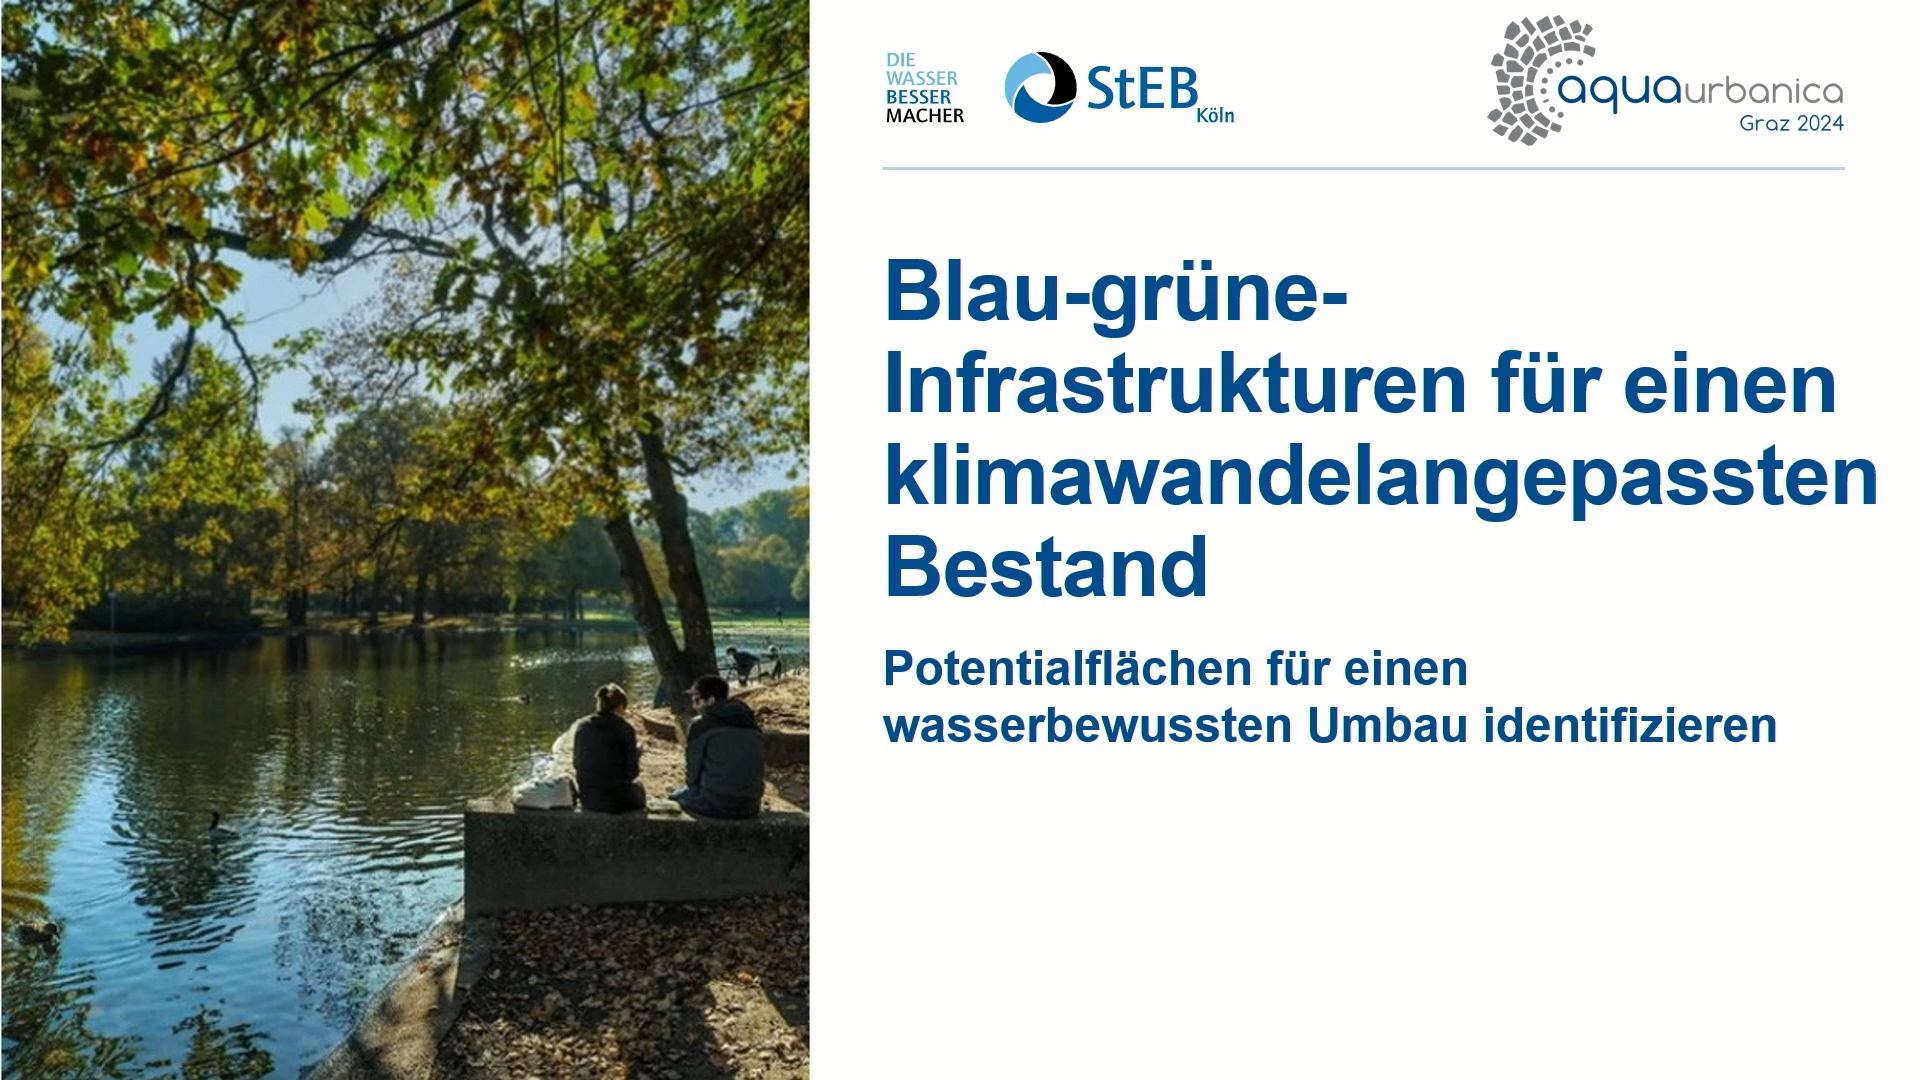 DIE
WASSER
BESSER
MACHER
StEB
Köln
aquaurbanica
Graz 2024
Blau-grüne-
Infrastrukturen für einen
klimawandelangepassten
Bestand
Potentialflächen für einen
wasserbewussten Umbau identifizieren